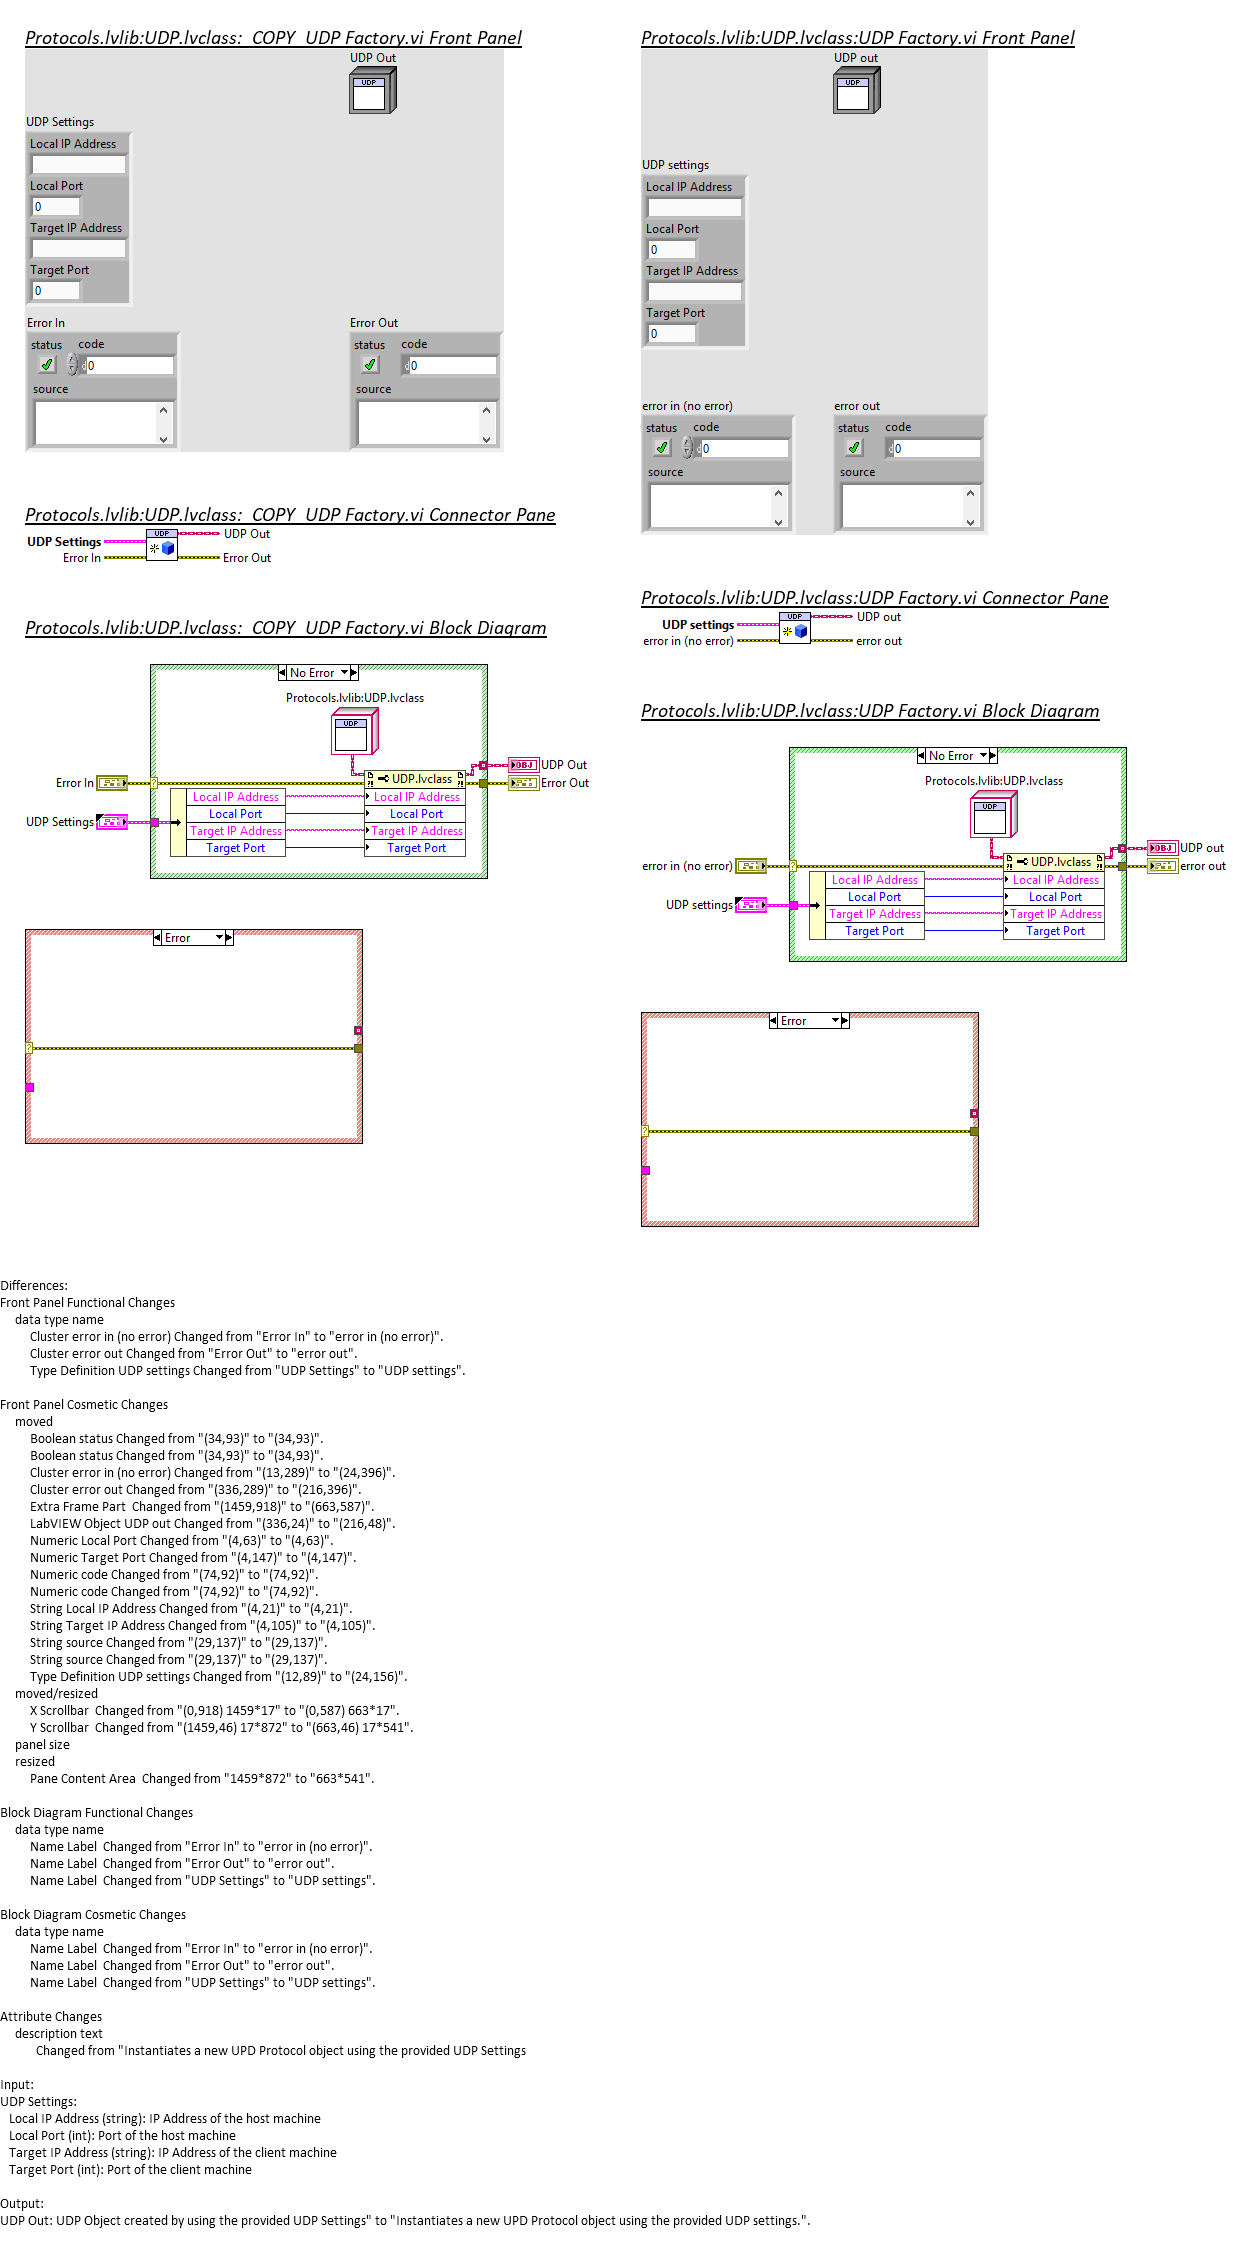 Protocols.lvlib:UDP.lvclass:_COPY_UDP Factory.vi Front Panel
UDP Out
UDP
UDP Settings
Local IP Address
Local Port
0
Target IP Address
Target Port
0
Error In
status code
0
source
Error Out
status code
0
source
Protocols.lvlib:UDP.lvclass:_COPY_UDP Factory.vi Connector Pane
UDP
UDP Out
UDP Settings
Error In
Error Out
Protocols.lvlib:UDP.lvclass:_COPY_UDP Factory.vi Block Diagram
No Error
Protocols.lvlib:UDP.lvclass
UDP
UDP Out
OBJ
Error In
UDP.lvclass
Error Out
?
Local IP Address
Local IP Address
Local Port
Local Port
UDP Settings
Target IP Address
Target IP Address
Target Port
Target Port
Error
?
Protocols.lvlib:UDP.lvclass:UDP Factory.vi Front Panel
UDP out
UDP
UDP settings
Local IP Address
Local Port
0
Target IP Address
Target Port
0
error in (no error)
status code
0
source
error out
status code
0
source
Protocols.lvlib:UDP.lvclass:UDP Factory.vi Connector Pane
UDP
UDP out
UDP settings
error in (no error)
error out
Protocols.lvlib:UDP.lvclass:UDP Factory.vi Block Diagram
No Error
Protocols.lvlib:UDP.lvclass
UDP
UDP out
OBJ
error in (no error)
UDP.lvclass
error out
?
Local IP Address
Local IP Address
Local Port
Local Port
UDP settings
Target IP Address
Target IP Address
Target Port
Target Port
Error
?
Differences:
Front Panel Functional Changes
data type name
Cluster error in (no error) Changed from "Error In" to "error in (no error)".
Cluster error out Changed from "Error Out" to "error out".
Type Definition UDP settings Changed from "UDP Settings" to "UDP settings".
Front Panel Cosmetic Changes
moved
Boolean status Changed from "(34,93)" to "(34,93)".
Boolean status Changed from "(34,93)" to "(34,93)".
Cluster error in (no error) Changed from "(13,289)" to "(24,396)".
Cluster error out Changed from "(336,289)" to "(216,396)".
Extra Frame Part  Changed from "(1459,918)" to "(663,587)".
LabVIEW Object UDP out Changed from "(336,24)" to "(216,48)".
Numeric Local Port Changed from "(4,63)" to "(4,63)".
Numeric Target Port Changed from "(4,147)" to "(4,147)".
Numeric code Changed from "(74,92)" to "(74,92)".
Numeric code Changed from "(74,92)" to "(74,92)".
String Local IP Address Changed from "(4,21)" to "(4,21)".
String Target IP Address Changed from "(4,105)" to "(4,105)".
String source Changed from "(29,137)" to "(29,137)".
String source Changed from "(29,137)" to "(29,137)".
Type Definition UDP settings Changed from "(12,89)" to "(24,156)".
moved/resized
X Scrollbar  Changed from "(0,918) 1459*17" to "(0,587) 663*17".
Y Scrollbar  Changed from "(1459,46) 17*872" to "(663,46) 17*541".
panel size
resized
Pane Content Area  Changed from "1459*872" to "663*541".
Block Diagram Functional Changes
data type name
Name Label  Changed from "Error In" to "error in (no error)".
Name Label  Changed from "Error Out" to "error out".
Name Label  Changed from "UDP Settings" to "UDP settings".
Block Diagram Cosmetic Changes
data type name
Name Label  Changed from "Error In" to "error in (no error)".
Name Label  Changed from "Error Out" to "error out".
Name Label  Changed from "UDP Settings" to "UDP settings".
Attribute Changes
description text
Changed from "Instantiates a new UPD Protocol object using the provided UDP Settings
Input:
UDP Settings:
Local IP Address (string): IP Address of the host machine
Local Port (int): Port of the host machine
Target IP Address (string): IP Address of the client machine
Target Port (int): Port of the client machine
Output:
UDP Out: UDP Object created by using the provided UDP Settings" to "Instantiates a new UPD Protocol object using the provided UDP settings.".